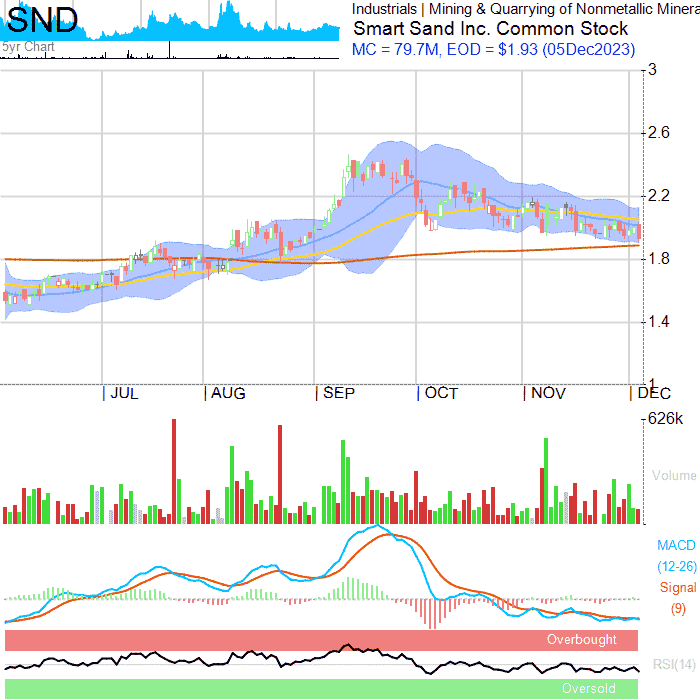 SND
Industrials | Mining & Quarrying of Nonmetallic Minera
Smart Sand Inc. Common Stock
5yr Chart
MC = 79.7M, EOD = $1.93 (05Dec2023)
3
2.6
2.2
1.8
1.4
1
| JUL | AUG | SEP | OCT | NOV | DEC
626k
Volume
MACD
(12-26)
Signal
(9)
Overbought
RSI(14)
Oversold